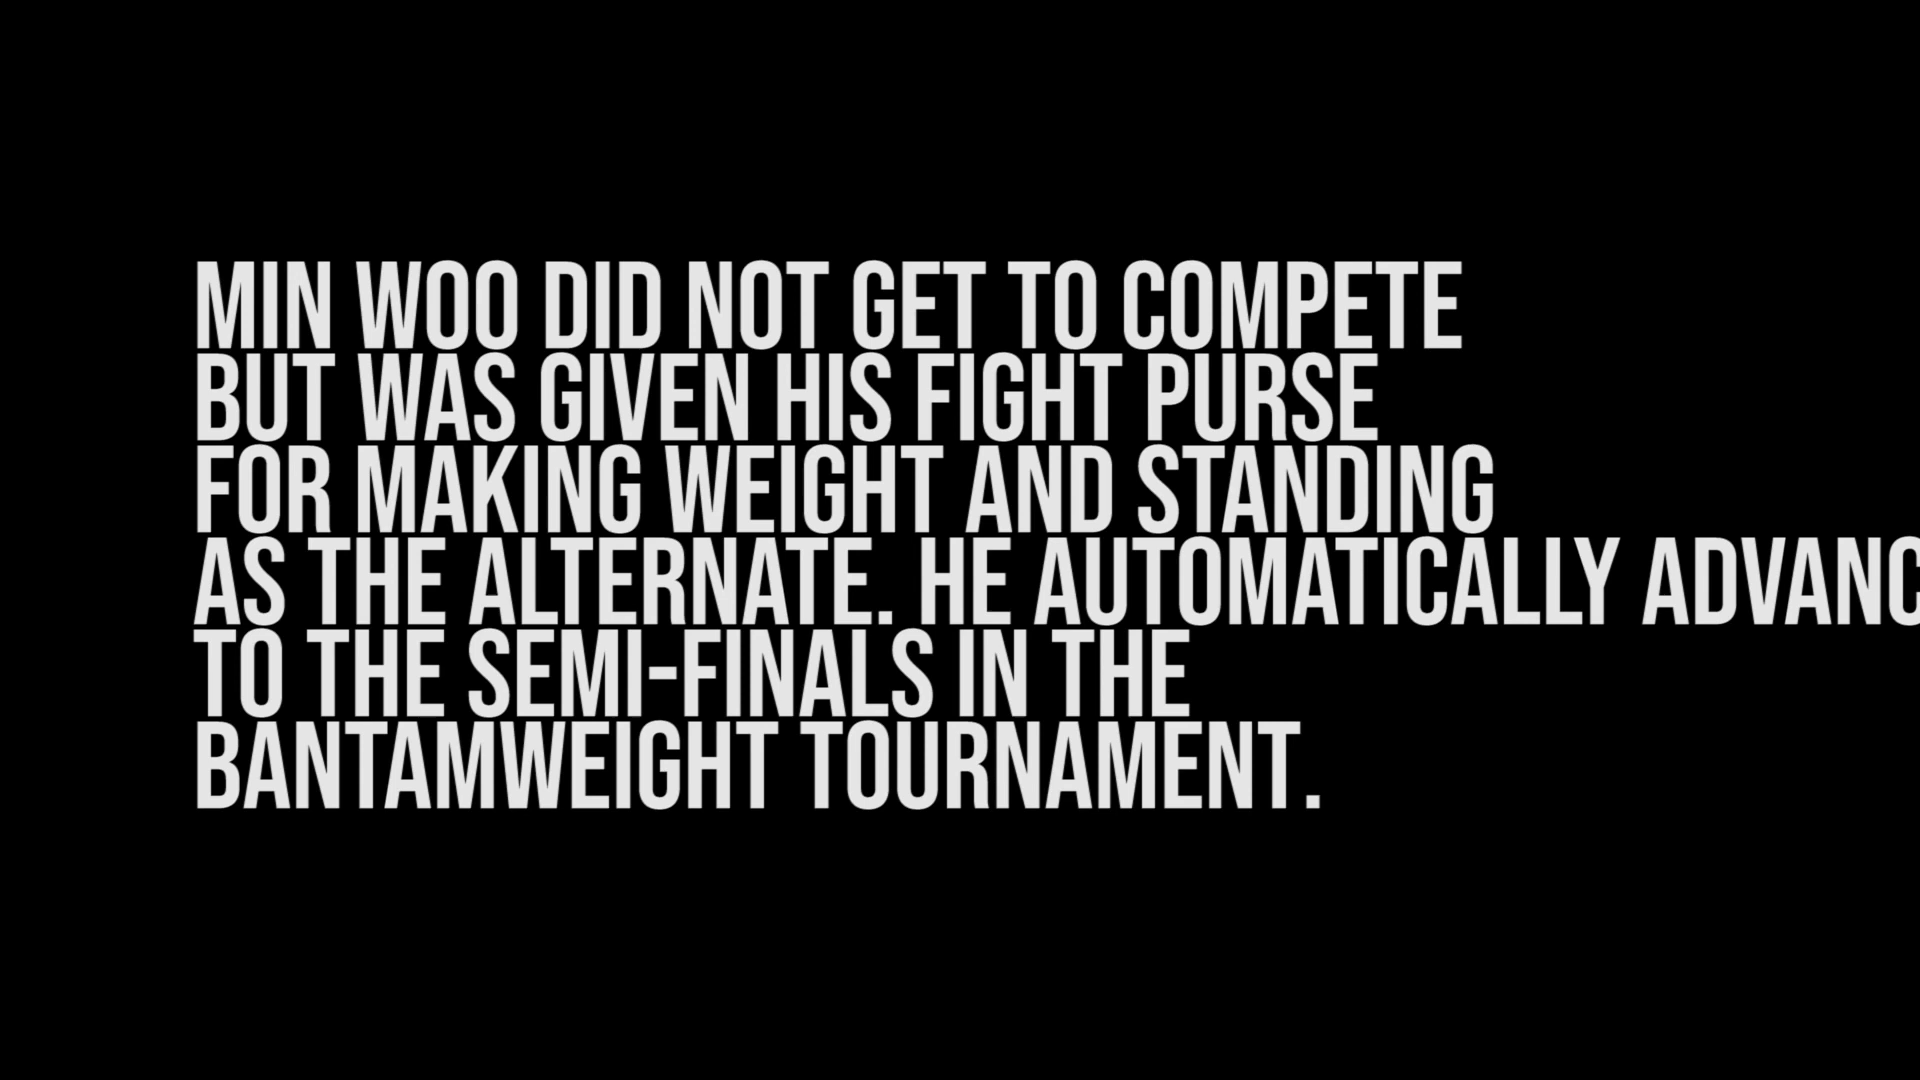 MIN WOO DID NOT GET TO COMPETE
BUT WAS GIVEN HIS FIGHT PURSE
FOR MAKING WEIGHT AND STANDING
AS THE ALTERNATE. HE AUTOMATICALLY ADVANC
TO THE SEMI-FINALS IN THE
BANTAMWEIGHT TOURNAMENT.